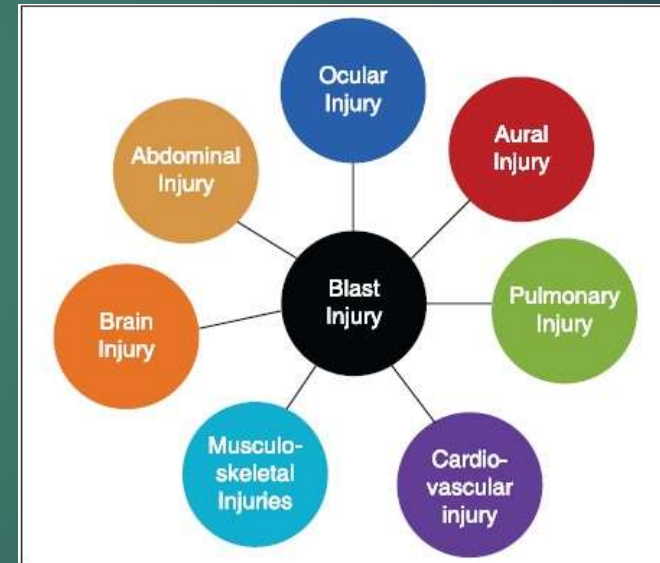 Ocular
Injury
Aural
Injury
Abdominal
Injury
Blast
Injury
Pulmonary
Injury
Brain
Injury
Musculo-
skeletal
Injuries
Cardio-
vascular
injury